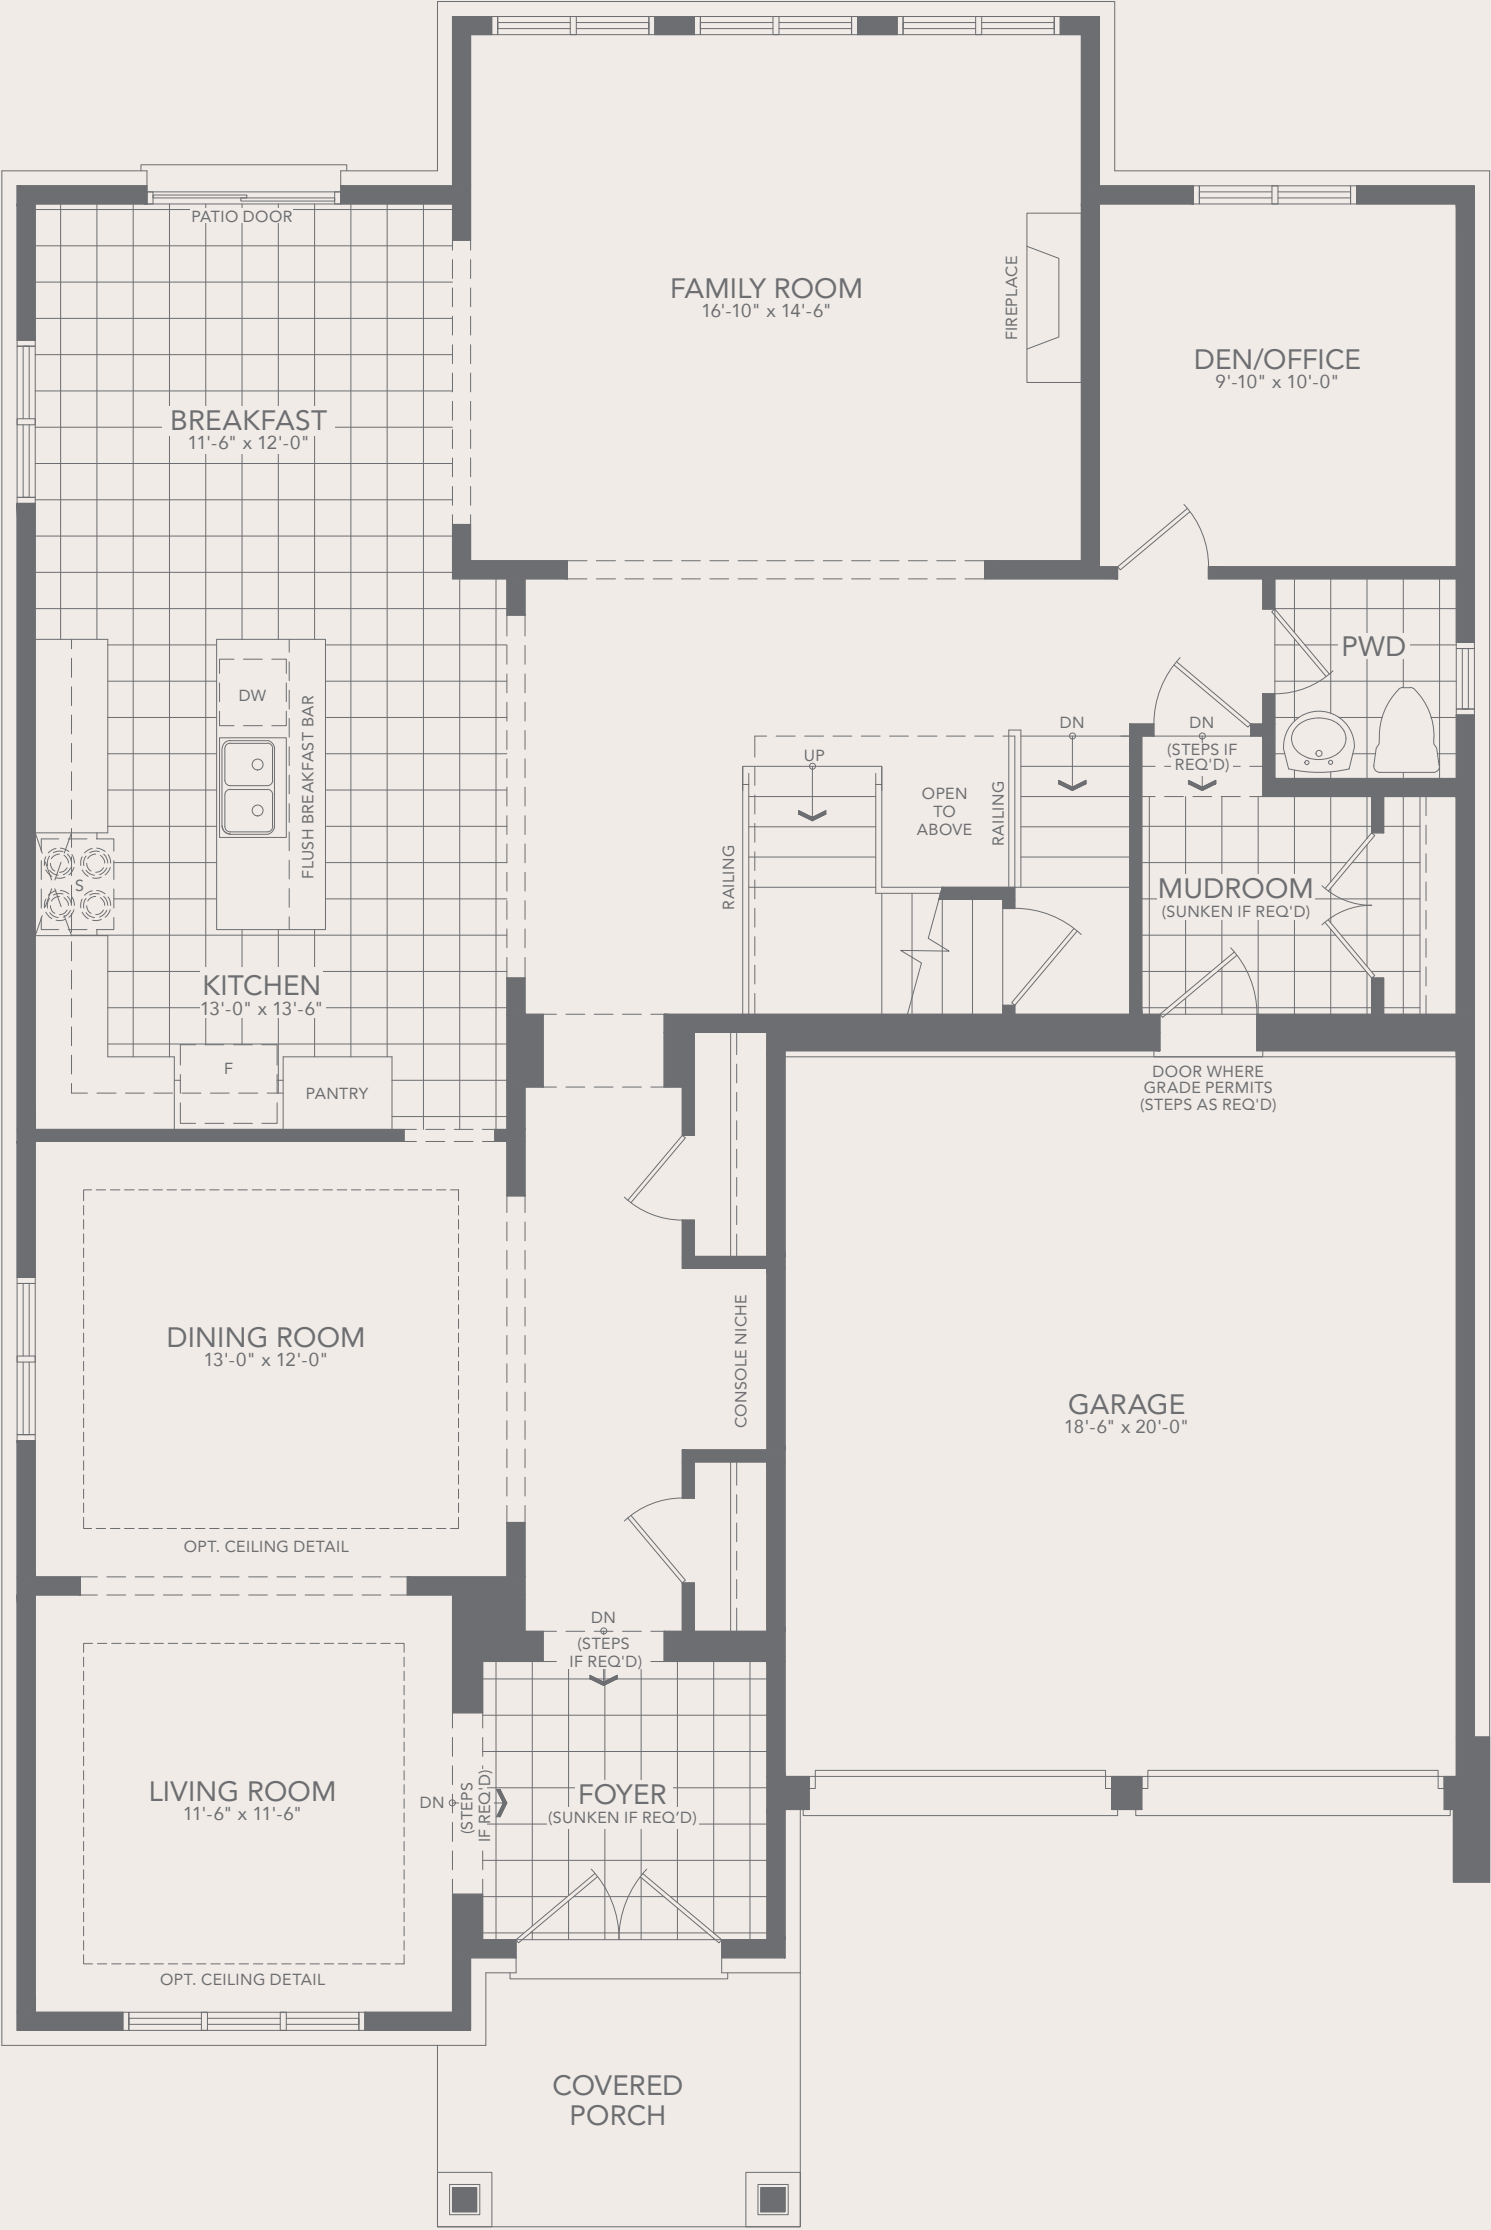 PATIO DOOR
FAMILY ROOM
16'-10" x 14'-6"
FIREPLACE
DEN/OFFICE
9'-10" x 10'-0"
BREAKFAST
11'-6" x 12'-0"
PWD
DW
FLUSH BREAKFAST BAR
UP
DN
DN
(STEPS IF
REQ'D)
OPEN
TO
ABOVE
RAILING
RAILING
S
MUDROOM
(SUNKEN IF REQ'D)
KITCHEN
13'-0" x 13'-6"
F
PANTRY
DOOR WHERE
GRADE PERMITS
(STEPS AS REQ'D)
DINING ROOM
13'-0" x 12'-0"
CONSOLE NICHE
GARAGE
18'-6" x 20'-0"
OPT. CEILING DETAIL
DN
(STEPS
IF REQ'D)
LIVING ROOM
11'-6" x 11'-6"
DN
(STEPS
IF REQ'D)
FOYER
(SUNKEN IF REQ'D)
OPT. CEILING DETAIL
COVERED
PORCH